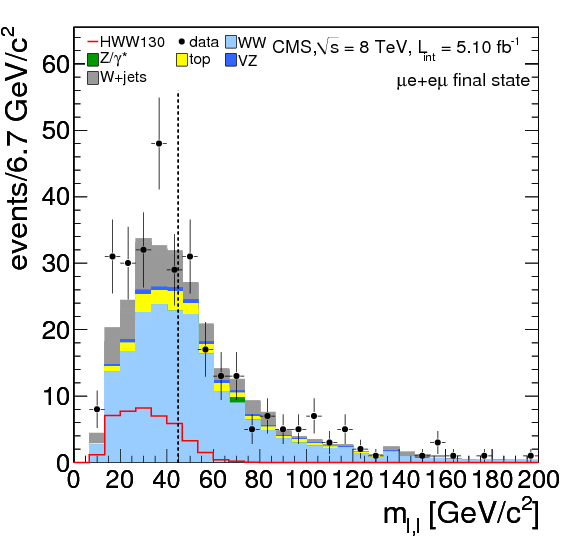 HWW130 data WW CMS,√s = 8 TeV, L_int = 5.10 fb⁻¹
Z/γ* top VZ
W+jets μe+eμ final state
events/6.7 GeV/c²
60
50
40
30
20
10
0
0 20 40 60 80 100 120 140 160 180 200
m_l,l [GeV/c²]